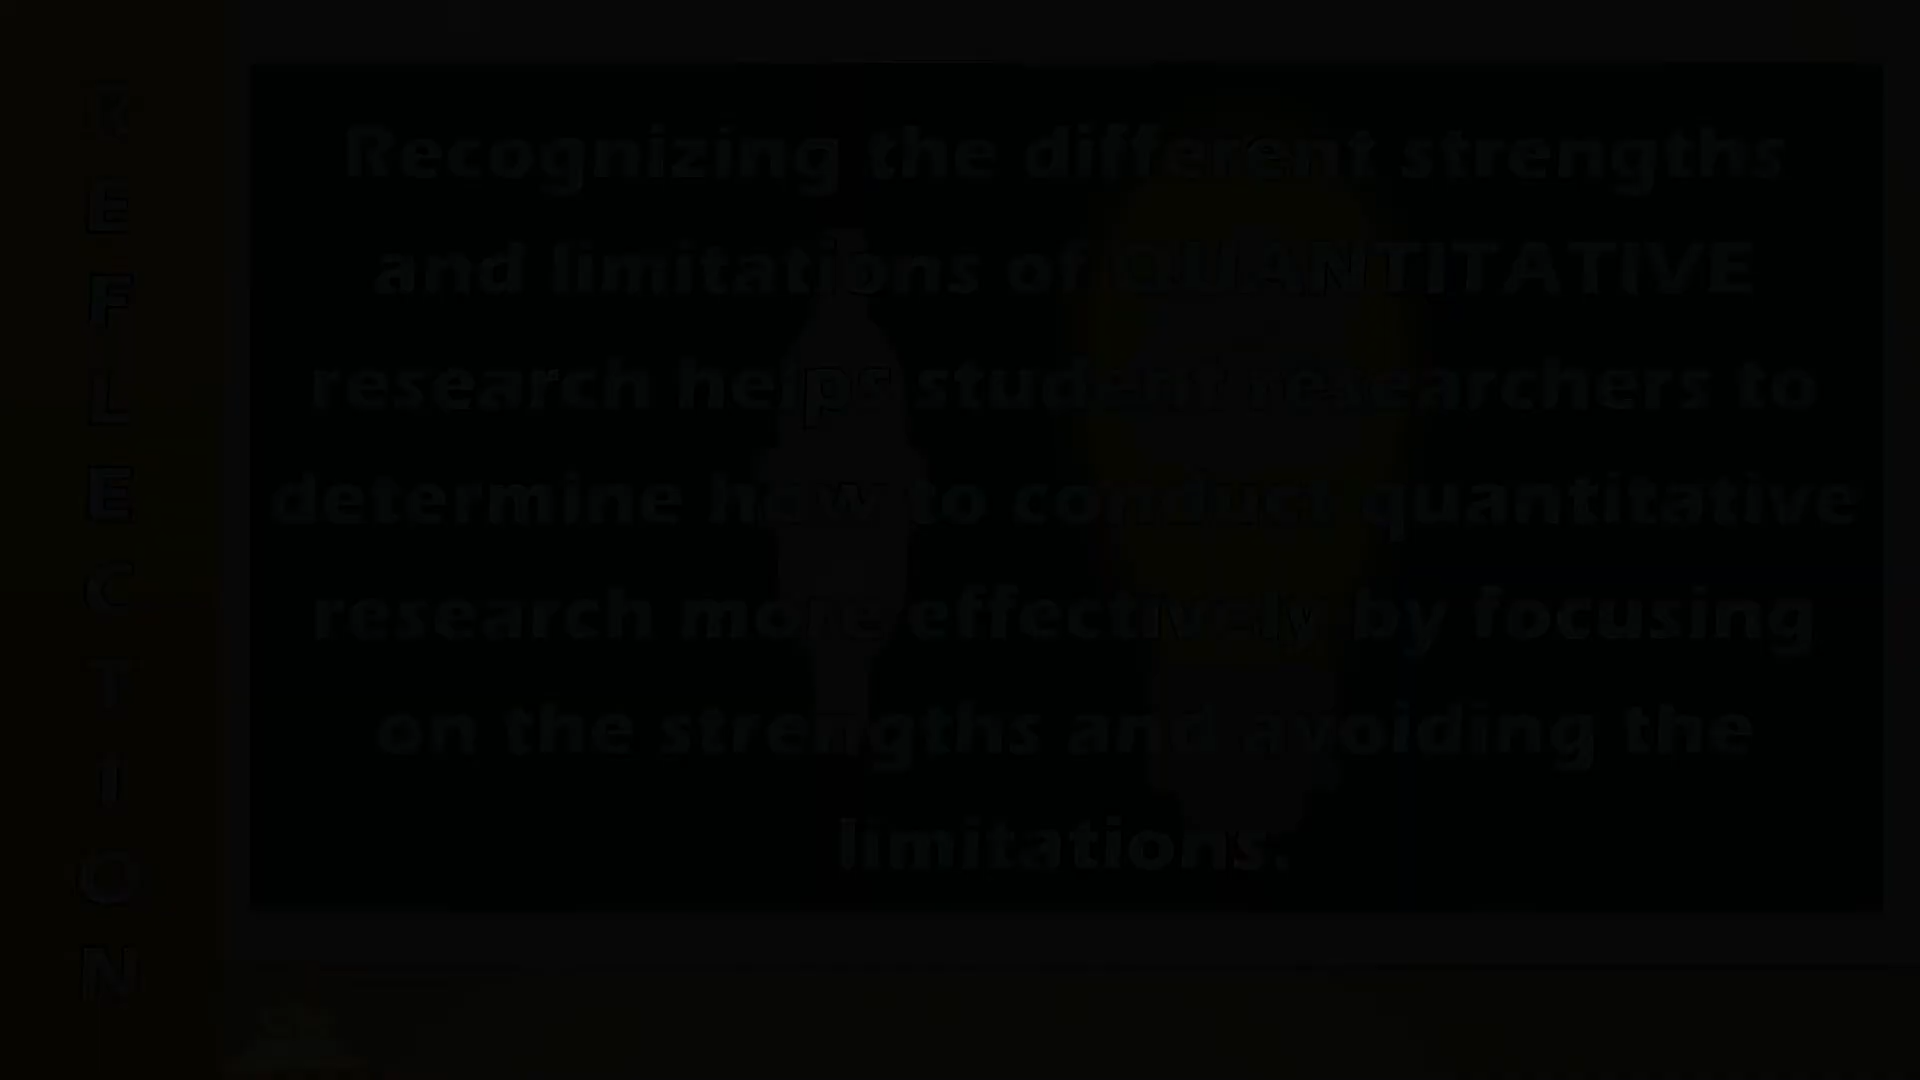 REFLECTION
Recognizing the different strengths
and limitations of QUANTITATIVE
research helps student researchers to
determine how to conduct quantitative
research more effectively by focusing
on the strengths and avoiding the
limitations.